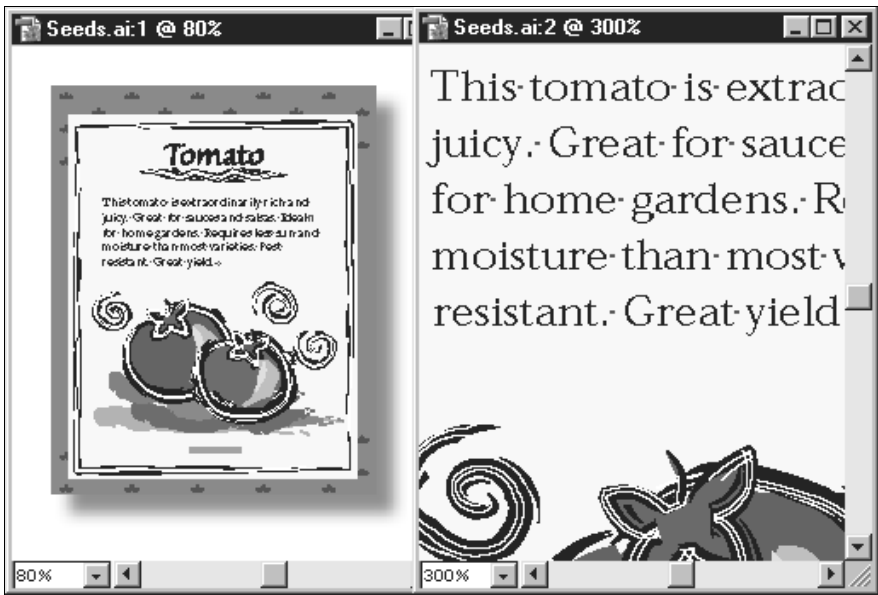 Seeds.ai:1 @ 80%
Tomato
This tomato is extraordinarily rich and
juicy. Great for sauces and salsas. Ideal
for home gardens. Requires less sun and
moisture than most varieties. Pest
resistant. Great yield.
80%
Seeds.ai:2 @ 300%
This tomato is extrao
juicy. Great for sauce
for home gardens. R
moisture than most v
resistant. Great yield
300%